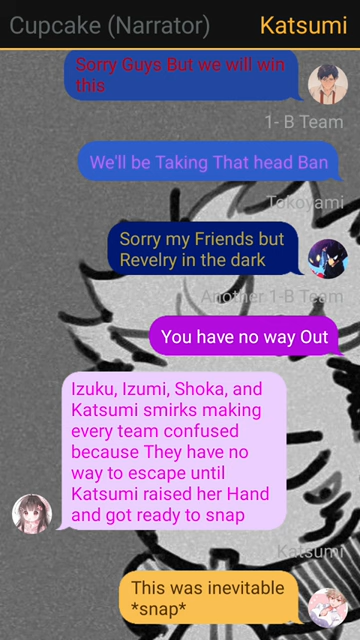 Cupcake (Narrator) Katsumi
Sorry Guys But we will win
this
1- B Team
We'll be Taking That head Ban
Tokoyami
Sorry my Friends but
Revelry in the dark
Another 1-B Team
You have no way Out
Izuku, Izumi, Shoka, and
Katsumi smirks making
every team confused
because They have no
way to escape until
Katsumi raised her Hand
and got ready to snap
Katsumi
This was inevitable
*snap*